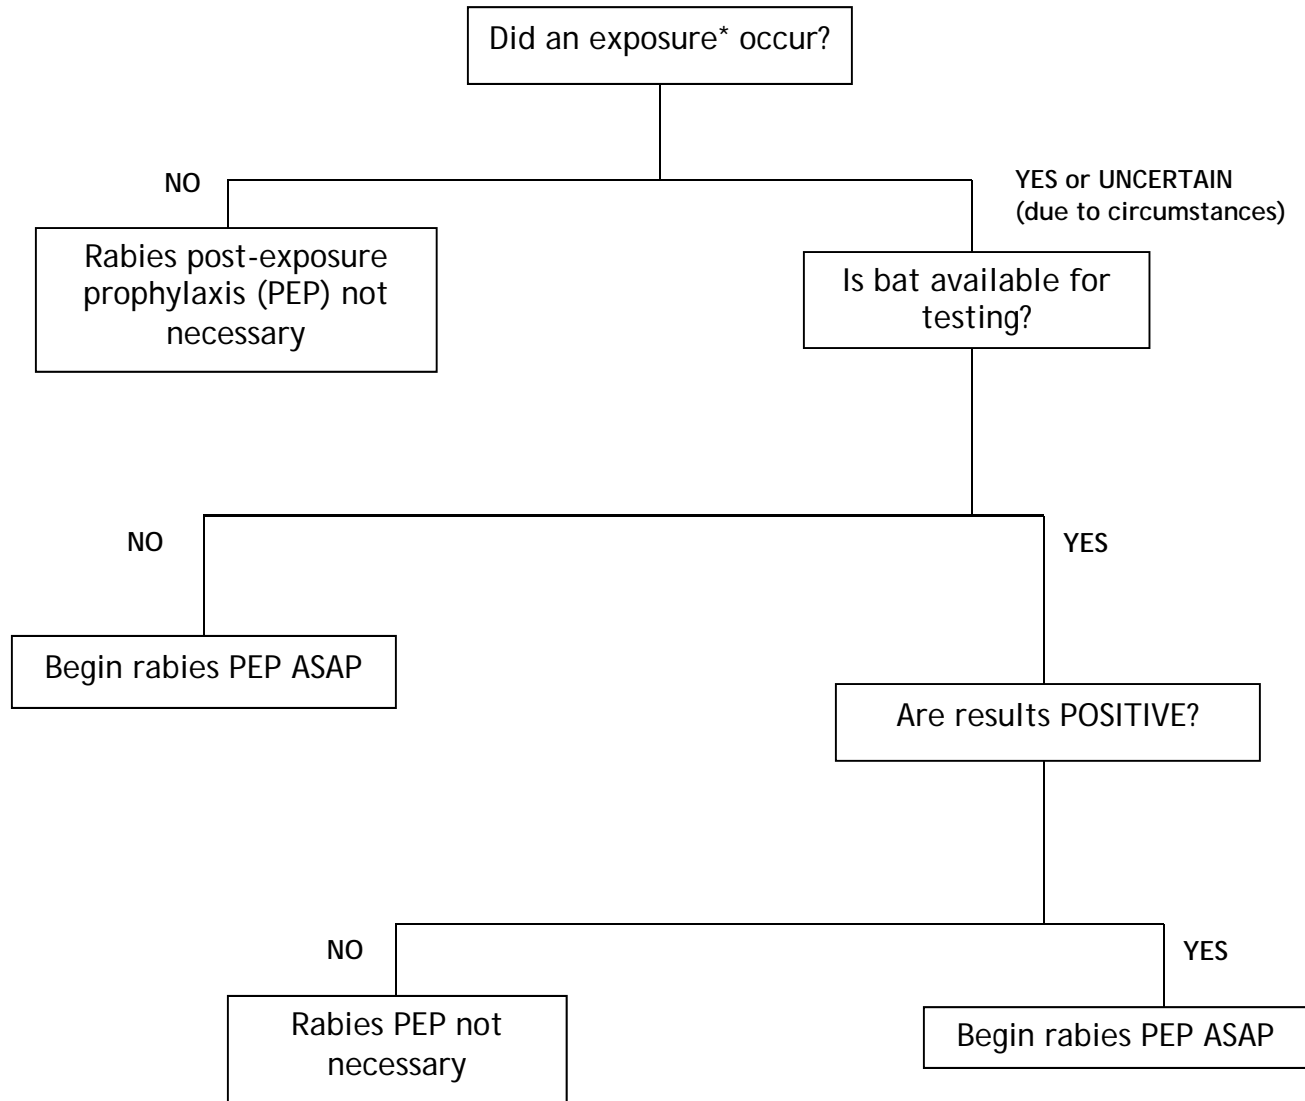 Did an exposure* occur?
NO
YES or UNCERTAIN
(due to circumstances)
Rabies post-exposure
prophylaxis (PEP) not
necessary
Is bat available for
testing?
NO
YES
Begin rabies PEP ASAP
Are results POSITIVE?
NO
YES
Rabies PEP not
necessary
Begin rabies PEP ASAP